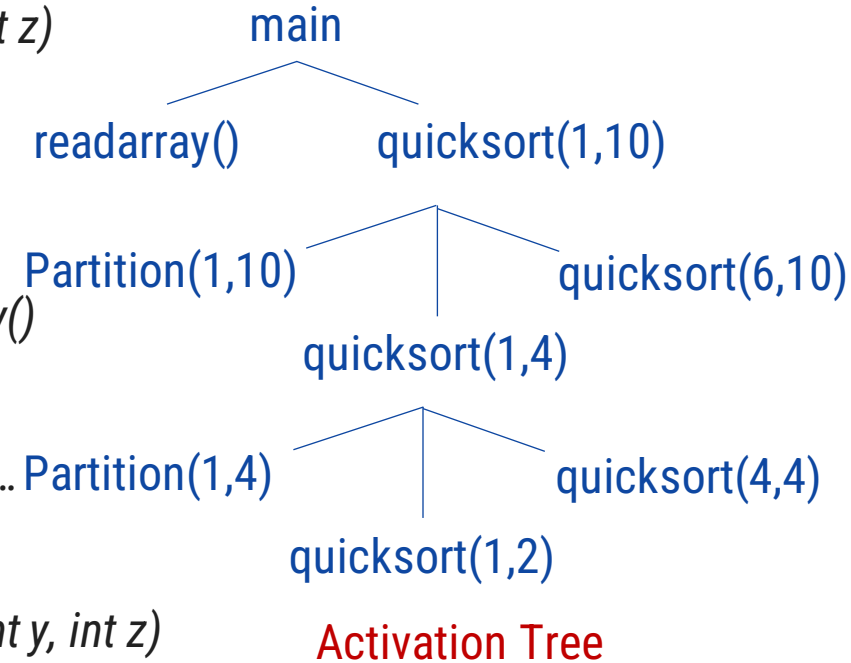 t z)
main
readarray() quicksort(1,10)
Partition(1,10) quicksort(6,10)
y()
quicksort(1,4)
.. Partition(1,4) quicksort(4,4)
quicksort(1,2)
nt y, int z)
Activation Tree